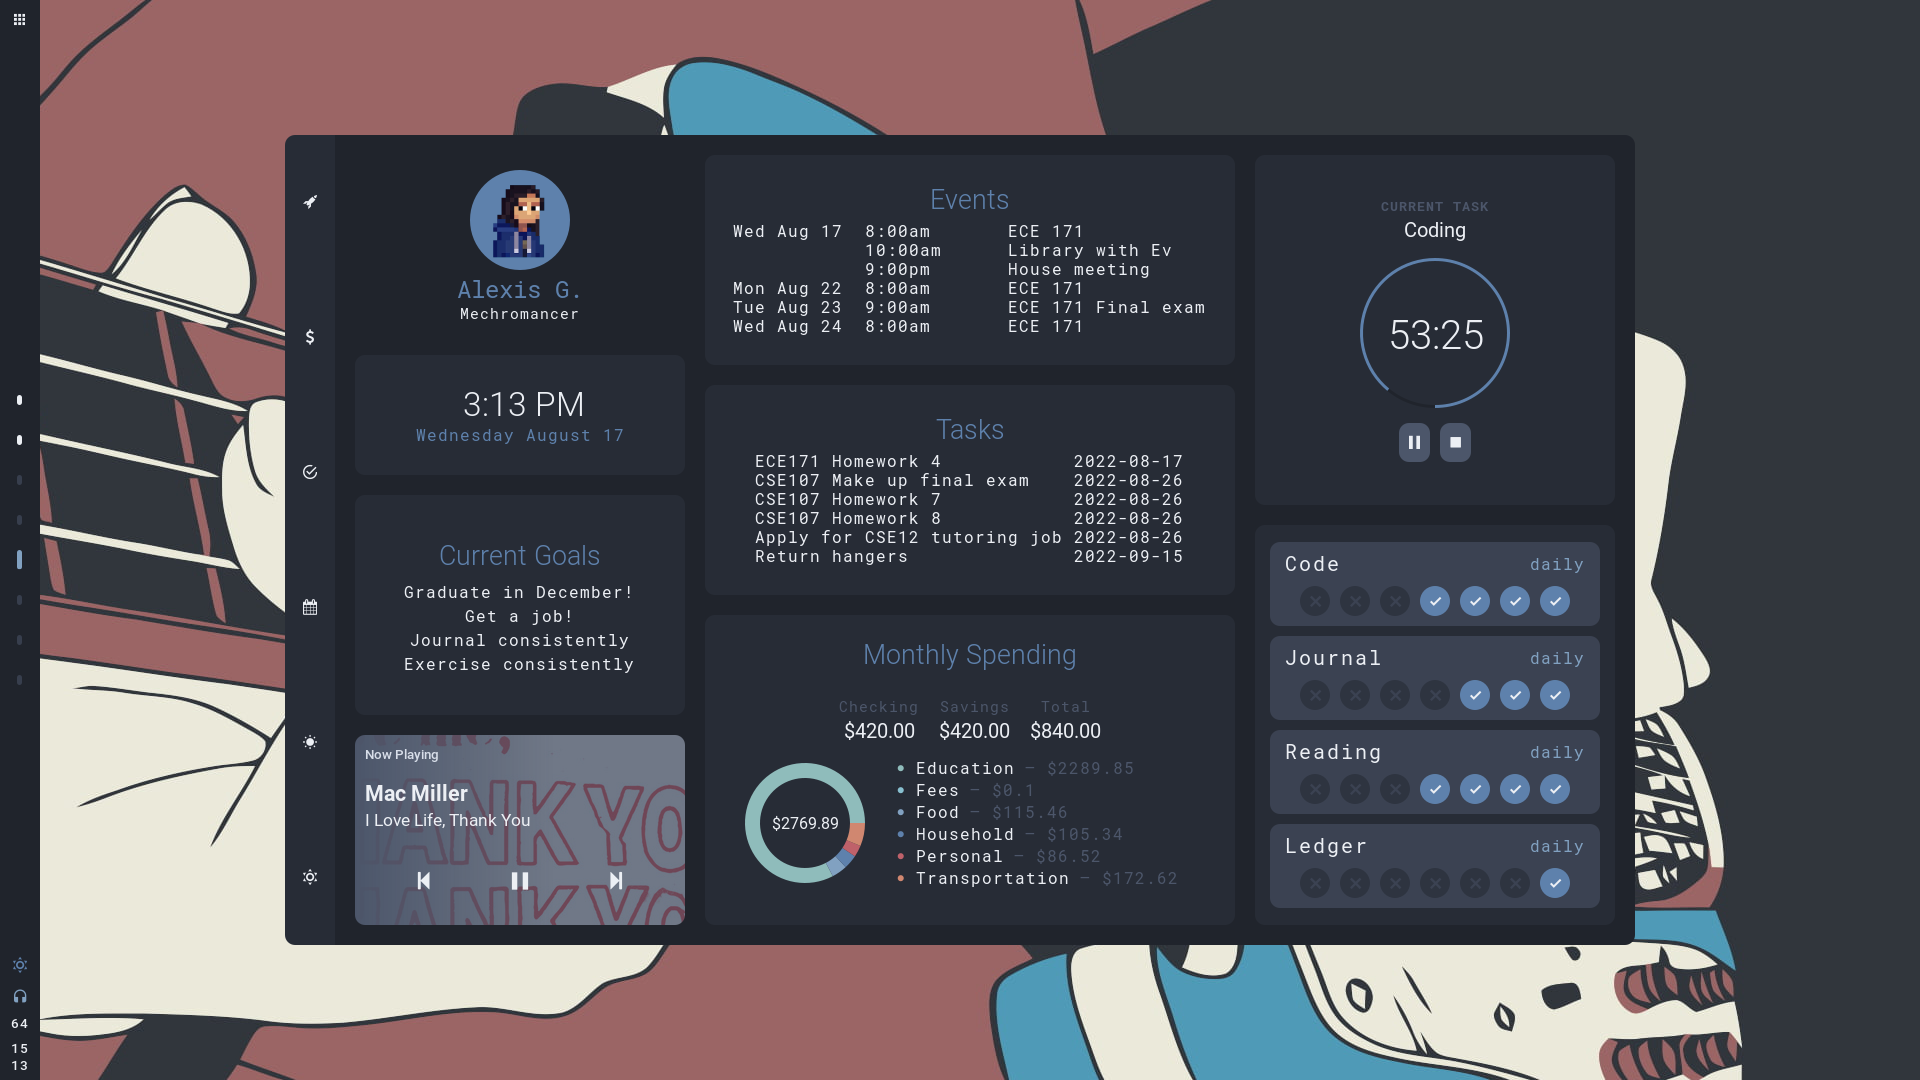 Alexis G.
Mechromancer
3:13 PM
Wednesday August 17
Current Goals
Graduate in December!
Get a job!
Journal consistently
Exercise consistently
Now Playing
Mac Miller
I Love Life, Thank You
ANK YO
ANK YO
Events
Wed Aug 17 8:00am ECE 171
10:00am Library with Ev
9:00pm House meeting
Mon Aug 22 8:00am ECE 171
Tue Aug 23 9:00am ECE 171 Final exam
Wed Aug 24 8:00am ECE 171
Tasks
ECE171 Homework 4 2022-08-17
CSE107 Make up final exam 2022-08-26
CSE107 Homework 7 2022-08-26
CSE107 Homework 8 2022-08-26
Apply for CSE12 tutoring job 2022-08-26
Return hangers 2022-09-15
Monthly Spending
Checking Savings Total
$420.00 $420.00 $840.00
$2769.89
• Education — $2289.85
• Fees — $0.1
• Food — $115.46
• Household — $105.34
• Personal — $86.52
• Transportation — $172.62
CURRENT TASK
Coding
53:25
Code daily
Journal daily
Reading daily
Ledger daily
64
15
13